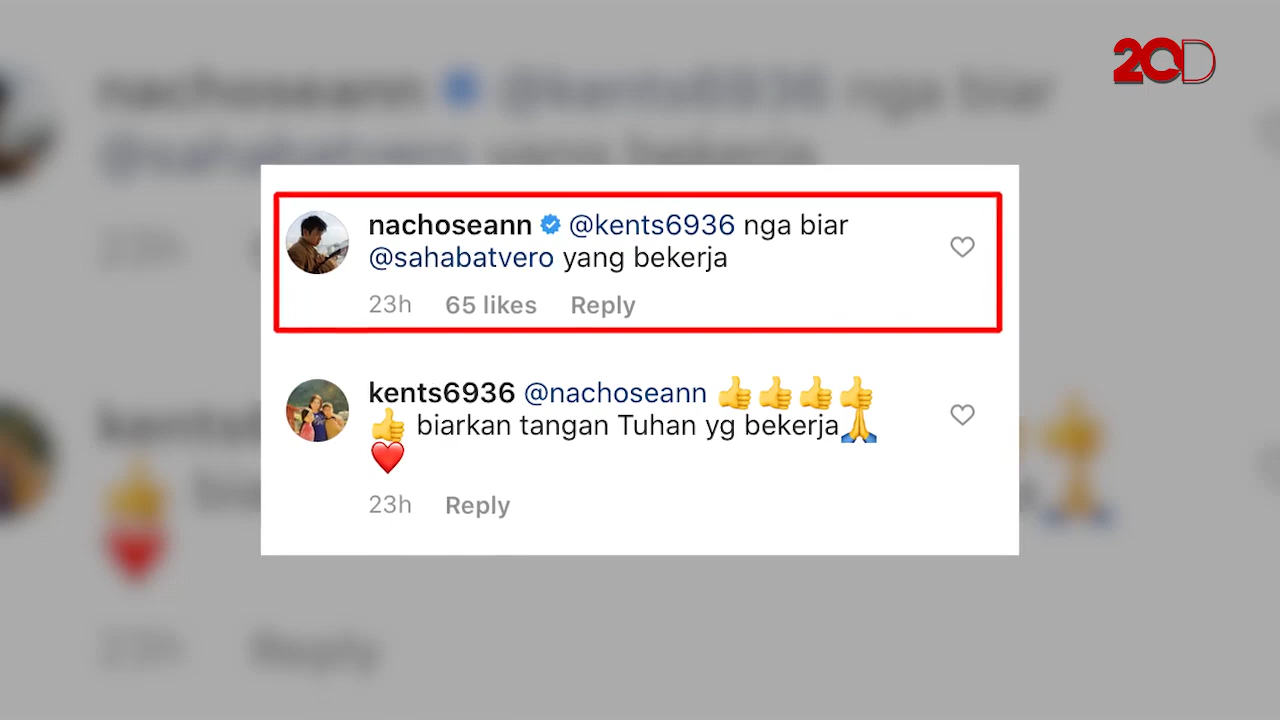 20D
nachoseann @kents6936 nga biar
@sahabatvero yang bekerja
23h 65 likes Reply
kents6936 @nachoseann 👍👍👍👍
👍 biarkan tangan Tuhan yg bekerja🙏
❤️
23h Reply